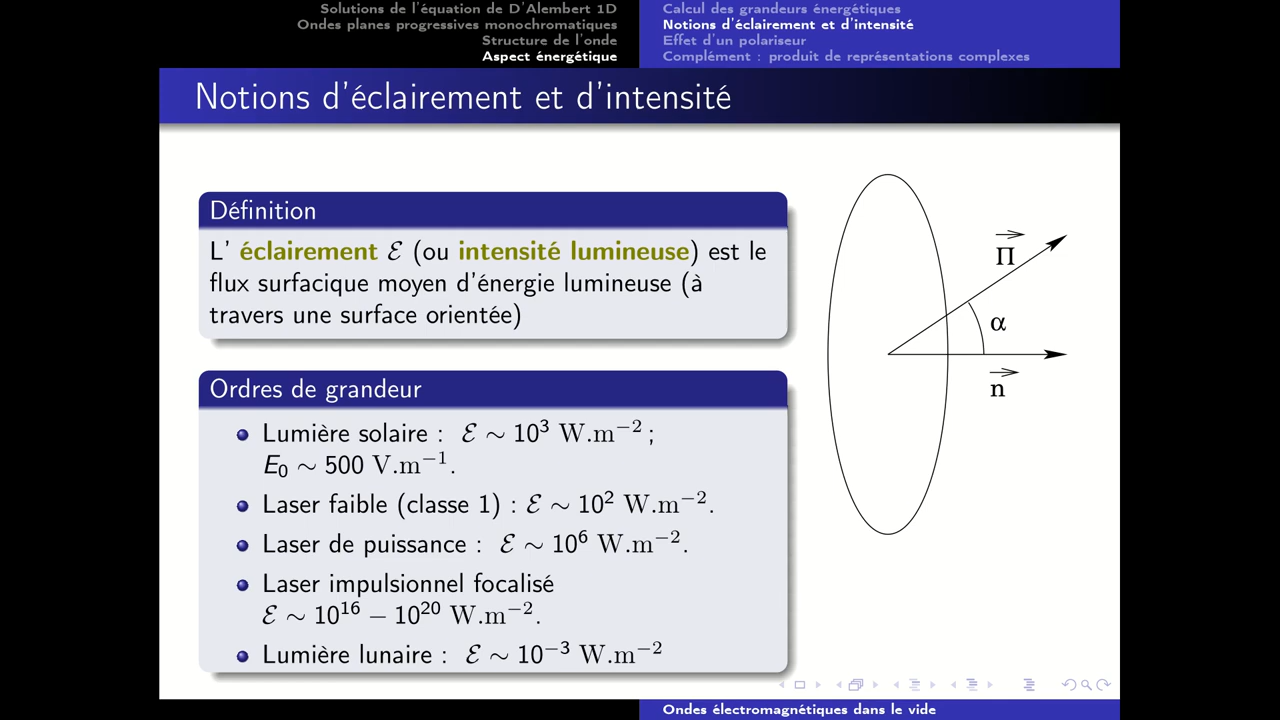 Solutions de l'équation de D'Alembert 1D
Ondes planes progressives monochromatiques
Structure de l'onde
Aspect énergétique
Calcul des grandeurs énergétiques
Notions d'éclairement et d'intensité
Effet d'un polariseur
Complément : produit de représentations complexes
Notions d'éclairement et d'intensité
Définition
L' éclairement ℰ (ou intensité lumineuse) est le
flux surfacique moyen d'énergie lumineuse (à
travers une surface orientée)
Ordres de grandeur
Lumière solaire : ℰ ∼ 10³ W.m⁻² ;
E₀ ∼ 500 V.m⁻¹.
Laser faible (classe 1) : ℰ ∼ 10² W.m⁻².
Laser de puissance : ℰ ∼ 10⁶ W.m⁻².
Laser impulsionnel focalisé
ℰ ∼ 10¹⁶ − 10²⁰ W.m⁻².
Lumière lunaire : ℰ ∼ 10⁻³ W.m⁻²
Π⃗
α
n⃗
Ondes électromagnétiques dans le vide